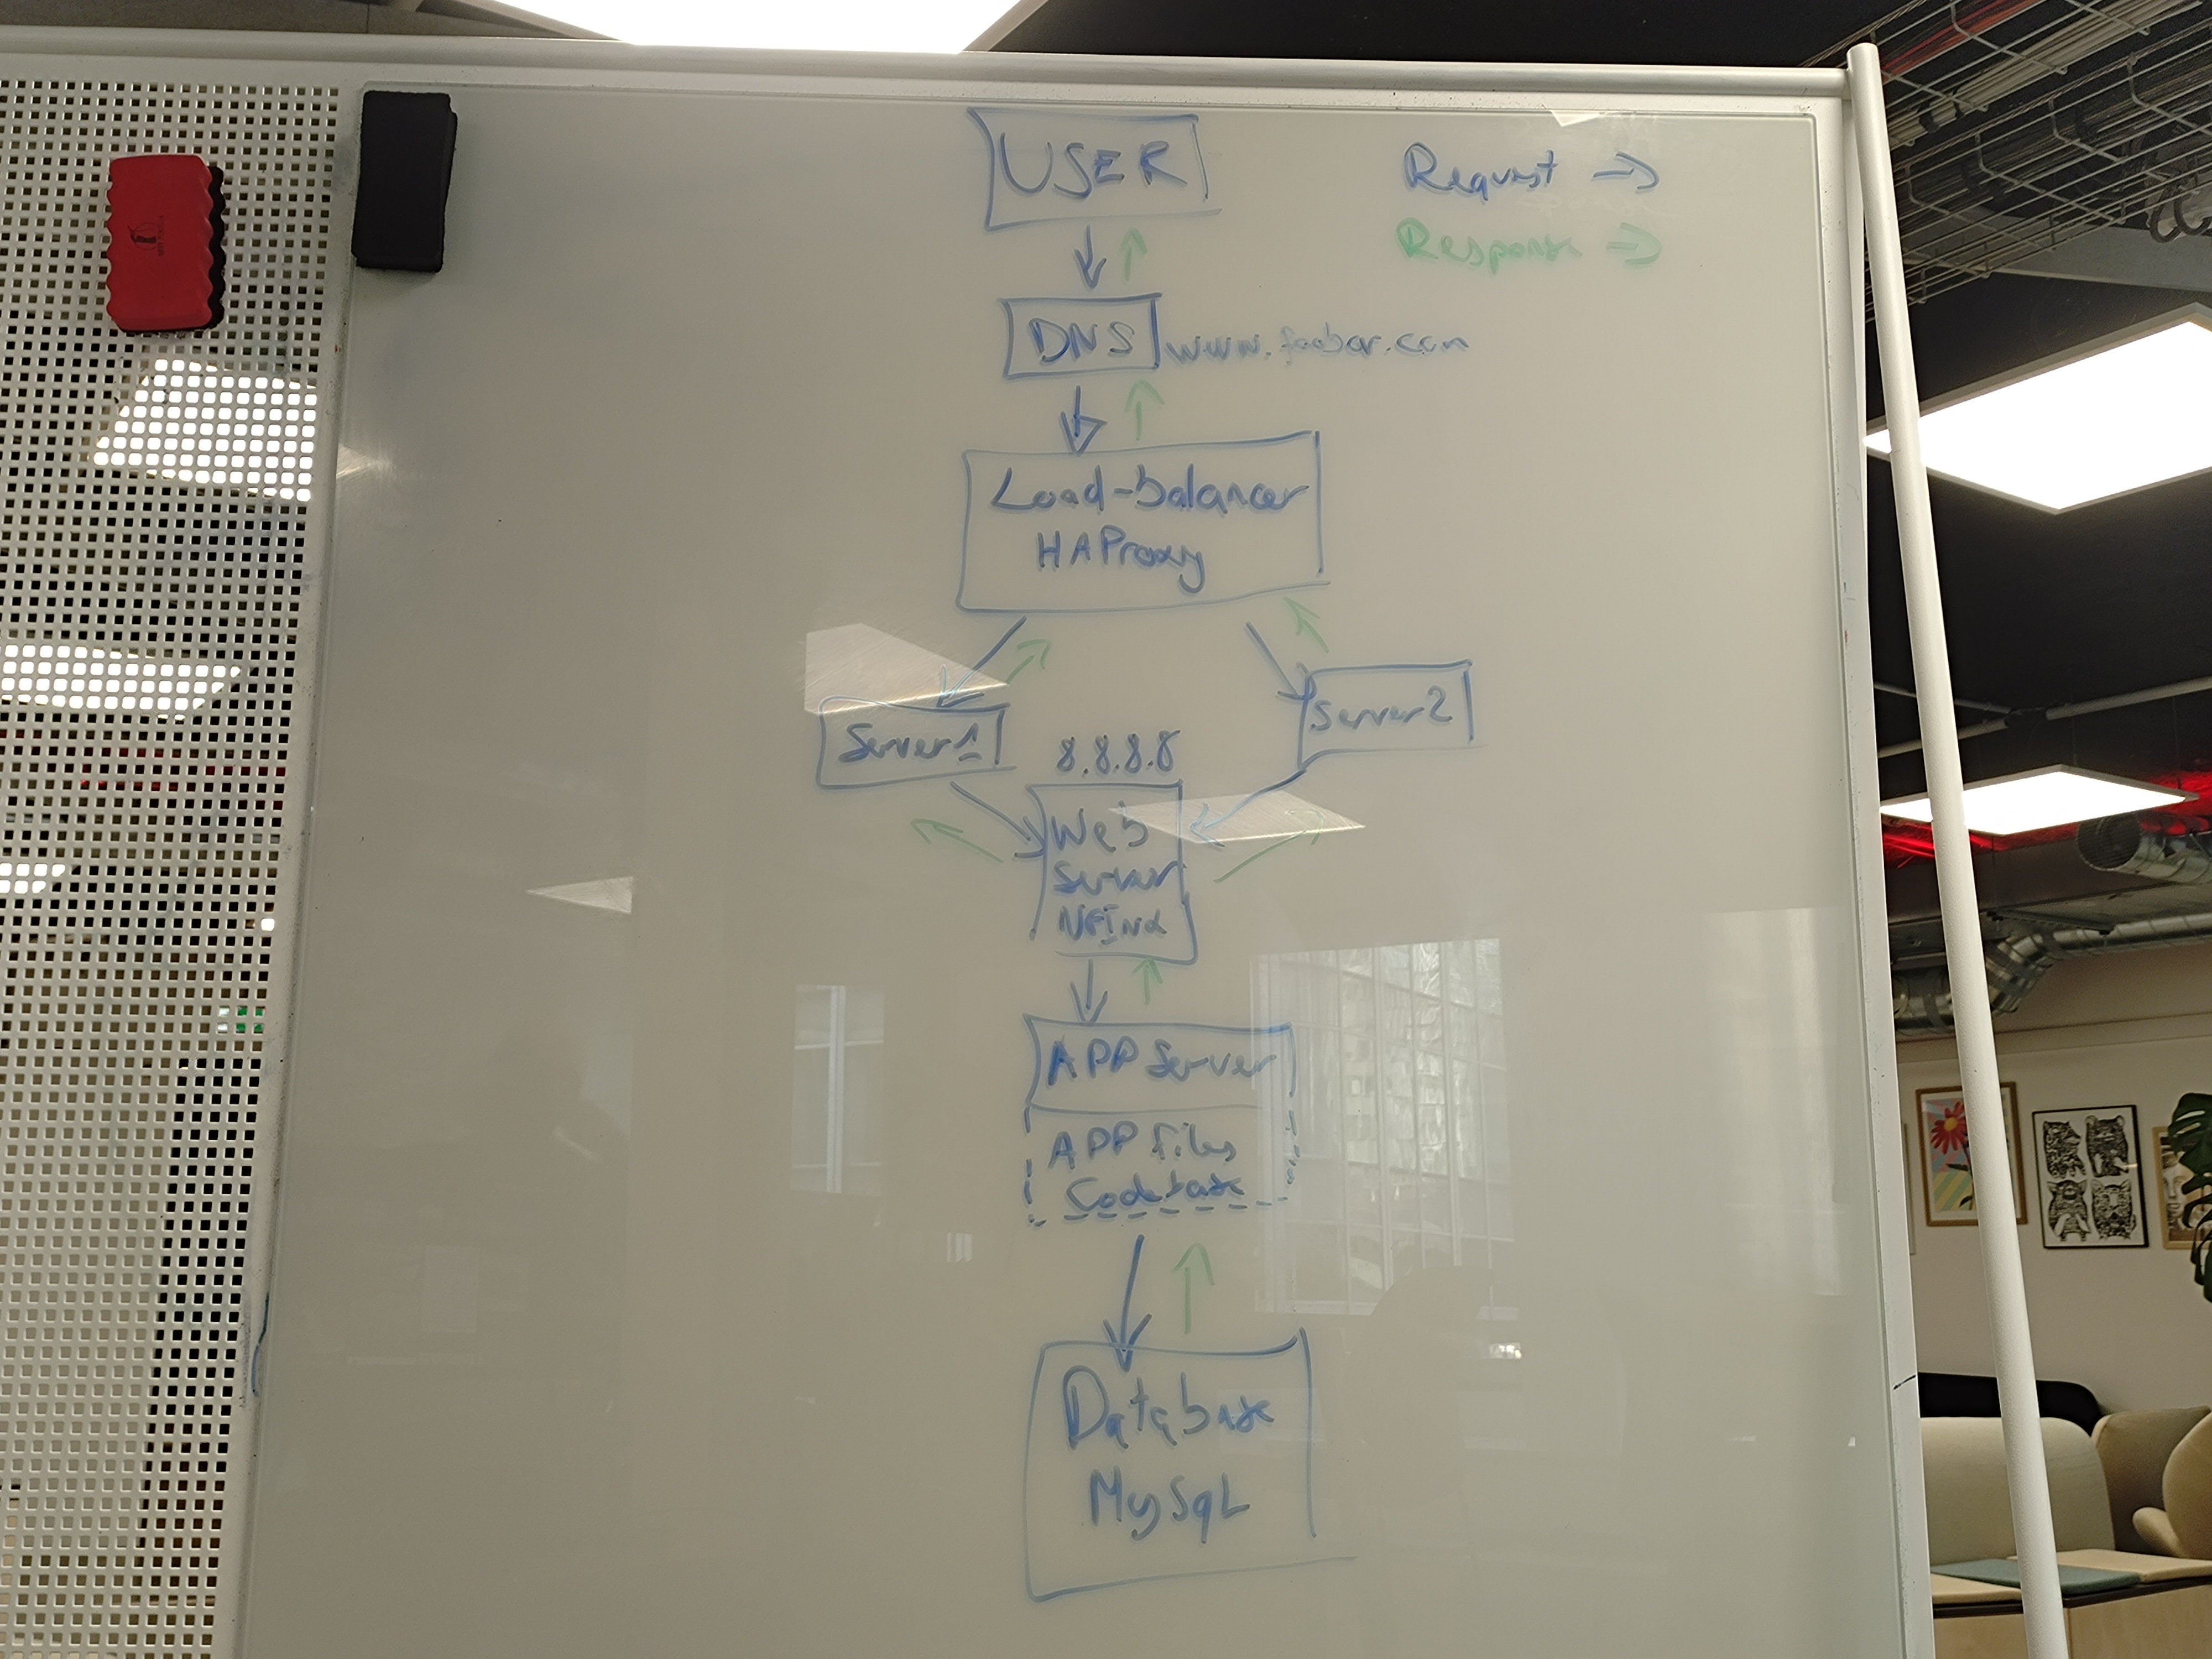 USER
Request →
Response →
DNS www.foobar.com
Load-balancer
HAProxy
Server1
Server2
8.8.8.8
Web
Server
NGINX
APP Server
APP files
Codebase
Database
MySqL